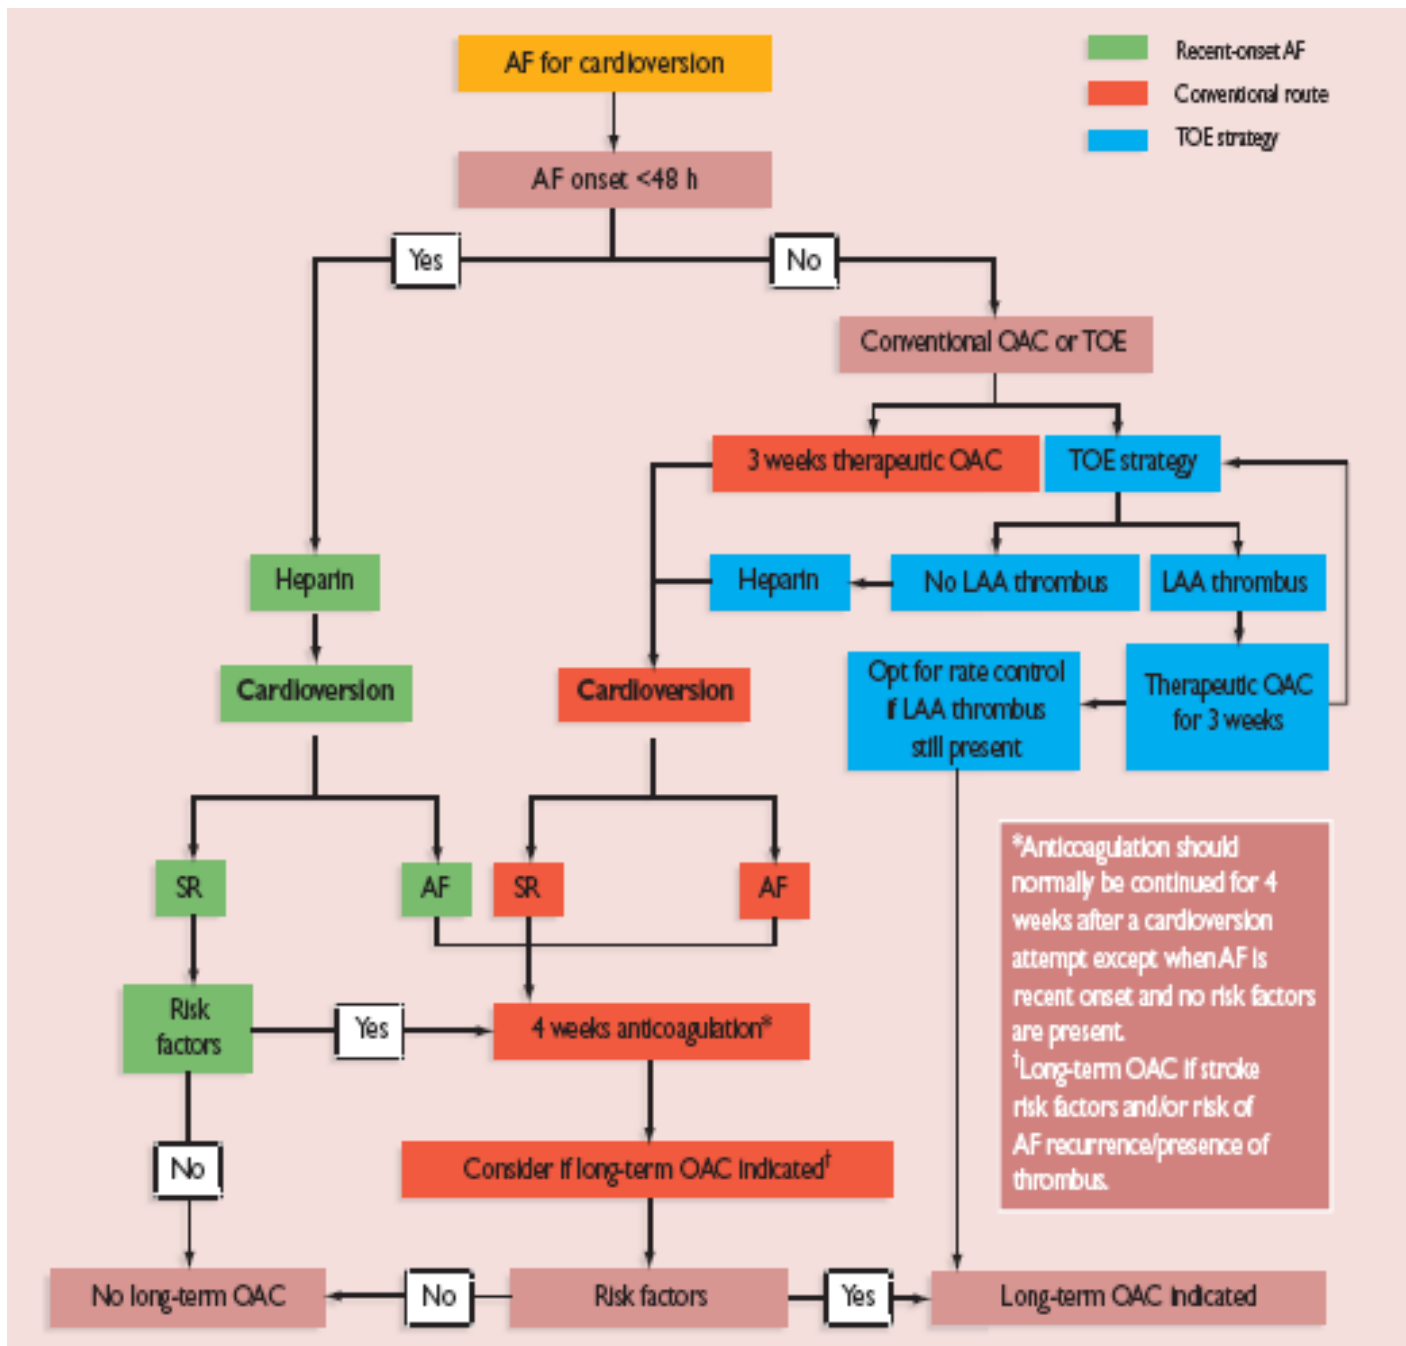 AF for cardioversion
Recent-onset AF
Conventional route
TOE strategy
AF onset <48 h
Yes
No
Conventional OAC or TOE
3 weeks therapeutic OAC
TOE strategy
Heparin
Heparin
No LAA thrombus
LAA thrombus
Cardioversion
Cardioversion
Opt for rate control
if LAA thrombus
still present
Therapeutic OAC
for 3 weeks
SR
AF
SR
AF
*Anticoagulation should
normally be continued for 4
weeks after a cardioversion
attempt except when AF is
recent onset and no risk factors
are present.
†Long-term OAC if stroke
risk factors and/or risk of
AF recurrence/presence of
thrombus.
Risk
factors
Yes
4 weeks anticoagulation*
No
Consider if long-term OAC indicated†
No long-term OAC
No
Risk factors
Yes
Long-term OAC indicated